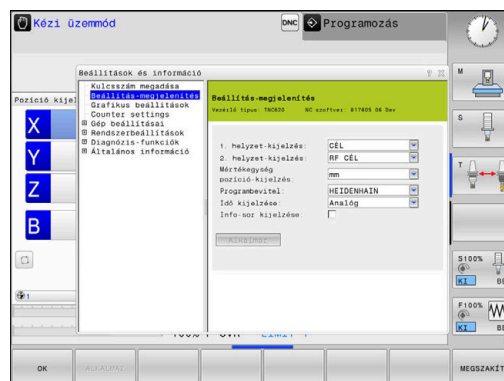 Kézi üzemmód
DNC
Programozás
Beállítások és információ
Pozíció kijel
X
Y
Z
B
1
Kulcsszám megadása
Beállítás-megjelenítés
Grafikus beállítások
Counter settings
Gép beállításai
Rendszerbeállítások
Diagnózis-funkciók
Általános információ
Beállítás-megjelenítés
Vezérlő típus: TNC620 NC szoftver: 817605 08 Dev
1. helyzet-kijelzés: CÉL
2. helyzet-kijelzés: RF CÉL
Mértékegység
pozíció-kijelzés: mm
Programbevitel: HEIDENHAIN
Idő kijelzése: Analóg
Info-sor kijelzése:
Alkalmaz
M
S
T
S100%
KI
F100%
KI
OK
ALKALMAZ
MEGSZAKÍT